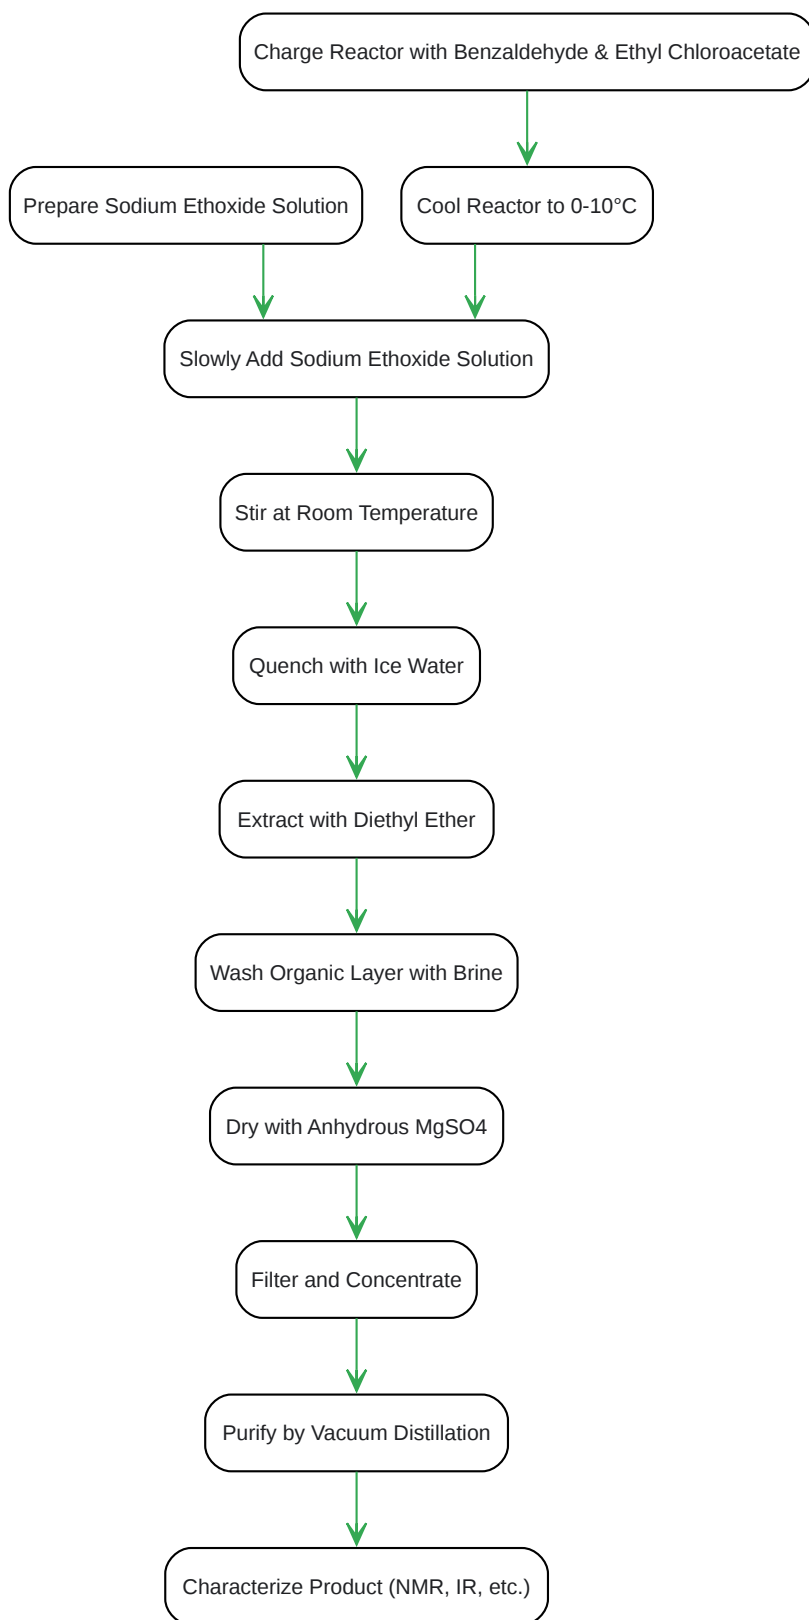 Charge Reactor with Benzaldehyde & Ethyl Chloroacetate
Prepare Sodium Ethoxide Solution
Cool Reactor to 0-10°C
Slowly Add Sodium Ethoxide Solution
Stir at Room Temperature
Quench with Ice Water
Extract with Diethyl Ether
Wash Organic Layer with Brine
Dry with Anhydrous MgSO4
Filter and Concentrate
Purify by Vacuum Distillation
Characterize Product (NMR, IR, etc.)